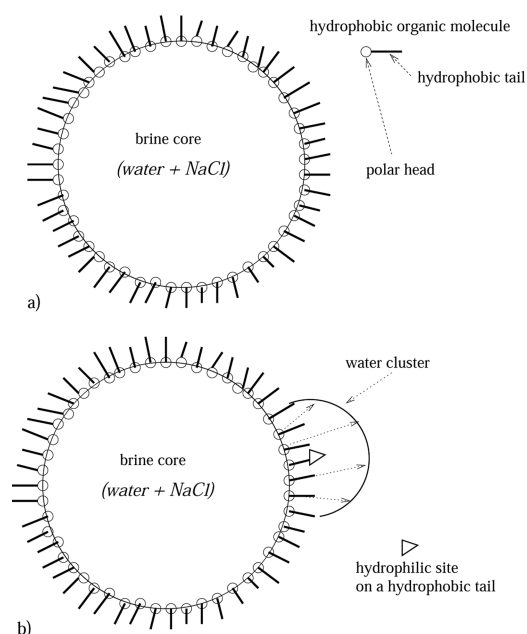 hydrophobic organic molecule
hydrophobic tail
polar head
brine core
(water + NaCl)
a)
water cluster
brine core
(water + NaCl)
hydrophilic site
on a hydrophobic tail
b)